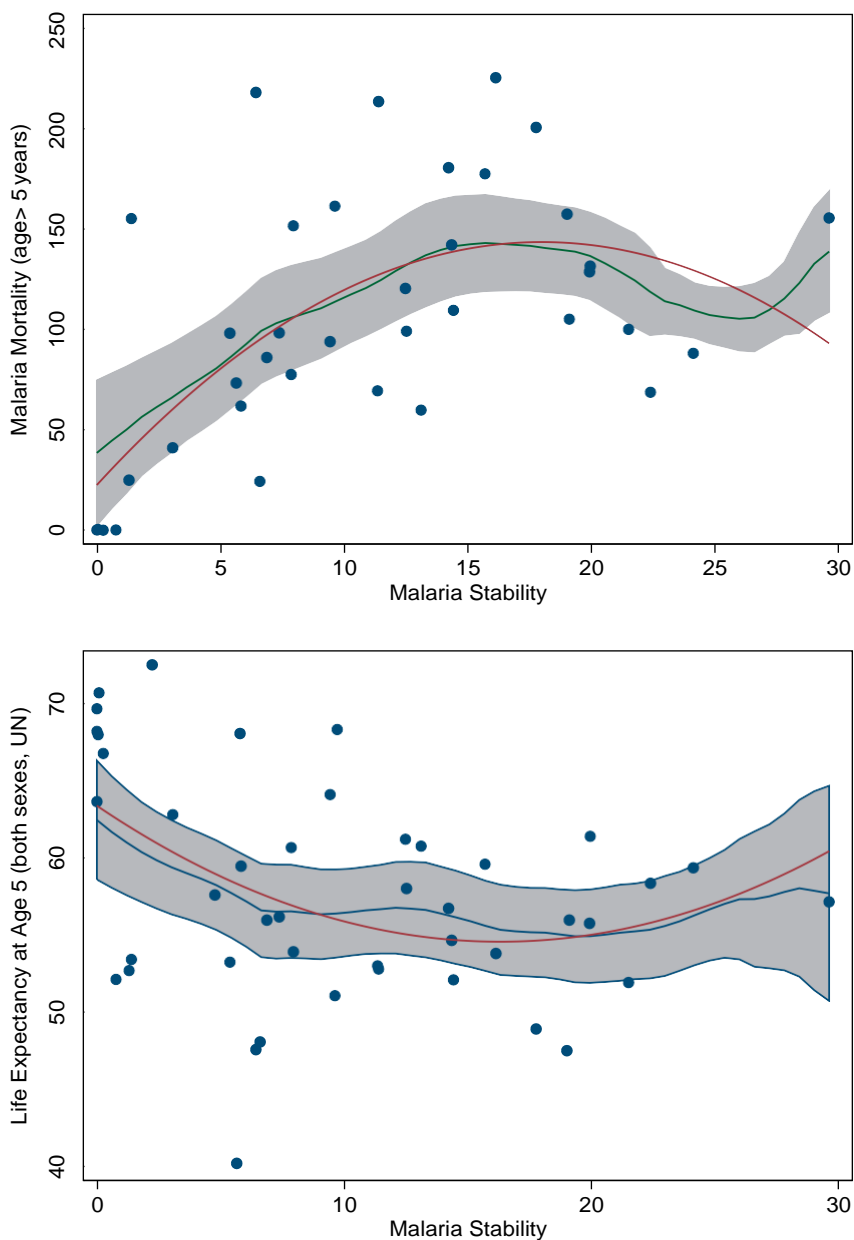 250
200
150
100
50
0
Malaria Mortality (age> 5 years)
0 5 10 15 20 25 30
Malaria Stability
70
60
50
40
Life Expectancy at Age 5 (both sexes, UN)
0 10 20 30
Malaria Stability